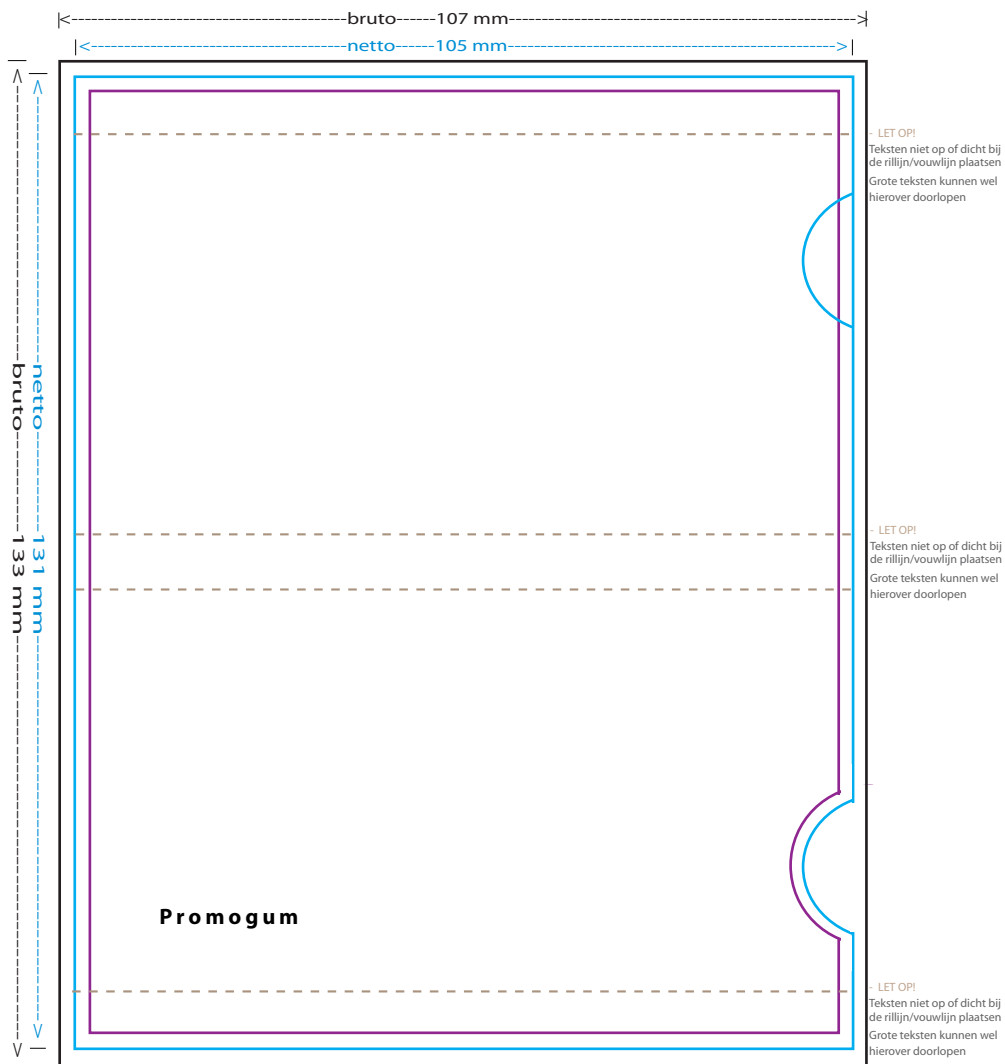 bruto-----107 mm
netto-----105 mm
bruto-----133 mm
netto-----131 mm
- LET OP!
Teksten niet op of dicht bij
de rillijn/vouwlijn plaatsen
Grote teksten kunnen wel
hierover doorlopen
- LET OP!
Teksten niet op of dicht bij
de rillijn/vouwlijn plaatsen
Grote teksten kunnen wel
hierover doorlopen
Promogum
- LET OP!
Teksten niet op of dicht bij
de rillijn/vouwlijn plaatsen
Grote teksten kunnen wel
hierover doorlopen